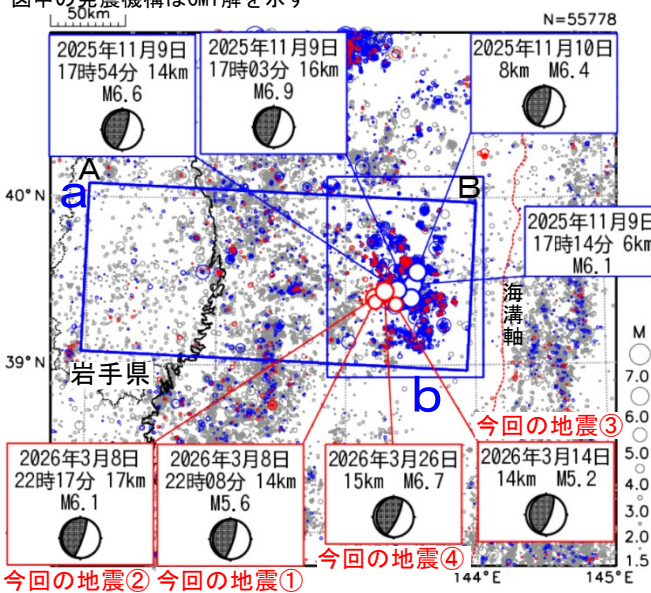 図中の発震機構はCMT解を示す
50km
N=55778
2025年11月9日
17時54分 14km
M6.6
2025年11月9日
17時03分 16km
M6.9
2025年11月10日
8km M6.4
2025年11月9日
17時14分 6km
M6.1
A
B
a
b
40°N
39°N
岩手県
海溝軸
M
7.0
6.0
5.0
4.0
3.0
2.0
1.5
今回の地震③
2026年3月8日
22時17分 17km
M6.1
2026年3月8日
22時08分 14km
M5.6
2026年3月26日
15km M6.7
2026年3月14日
14km M5.2
今回の地震② 今回の地震①
今回の地震④
144°E
145°E